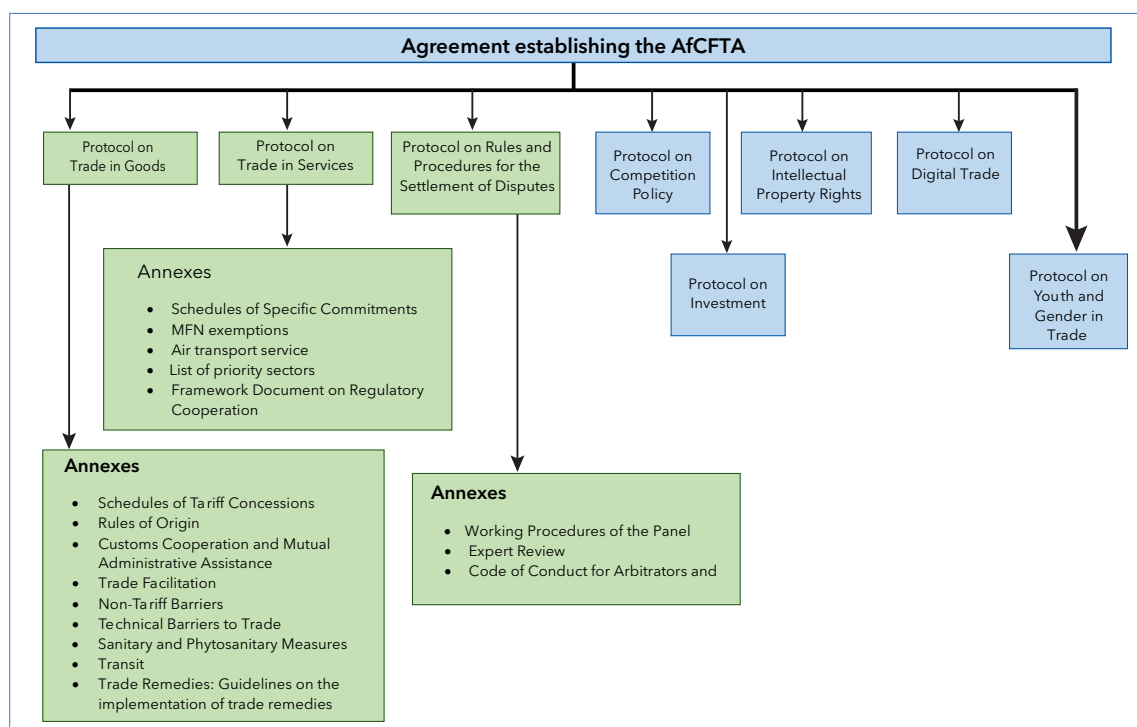 Agreement establishing the AfCFTA
Protocol on
Trade in Goods
Protocol on
Trade in Services
Protocol on Rules and
Procedures for the
Settlement of Disputes
Protocol on
Competition
Policy
Protocol on
Intellectual
Property Rights
Protocol on
Digital Trade
Protocol on
Investment
Protocol on
Youth and
Gender in
Trade
Annexes
• Schedules of Specific Commitments
• MFN exemptions
• Air transport service
• List of priority sectors
• Framework Document on Regulatory
Cooperation
Annexes
• Schedules of Tariff Concessions
• Rules of Origin
• Customs Cooperation and Mutual
Administrative Assistance
• Trade Facilitation
• Non-Tariff Barriers
• Technical Barriers to Trade
• Sanitary and Phytosanitary Measures
• Transit
• Trade Remedies: Guidelines on the
implementation of trade remedies
Annexes
• Working Procedures of the Panel
• Expert Review
• Code of Conduct for Arbitrators and